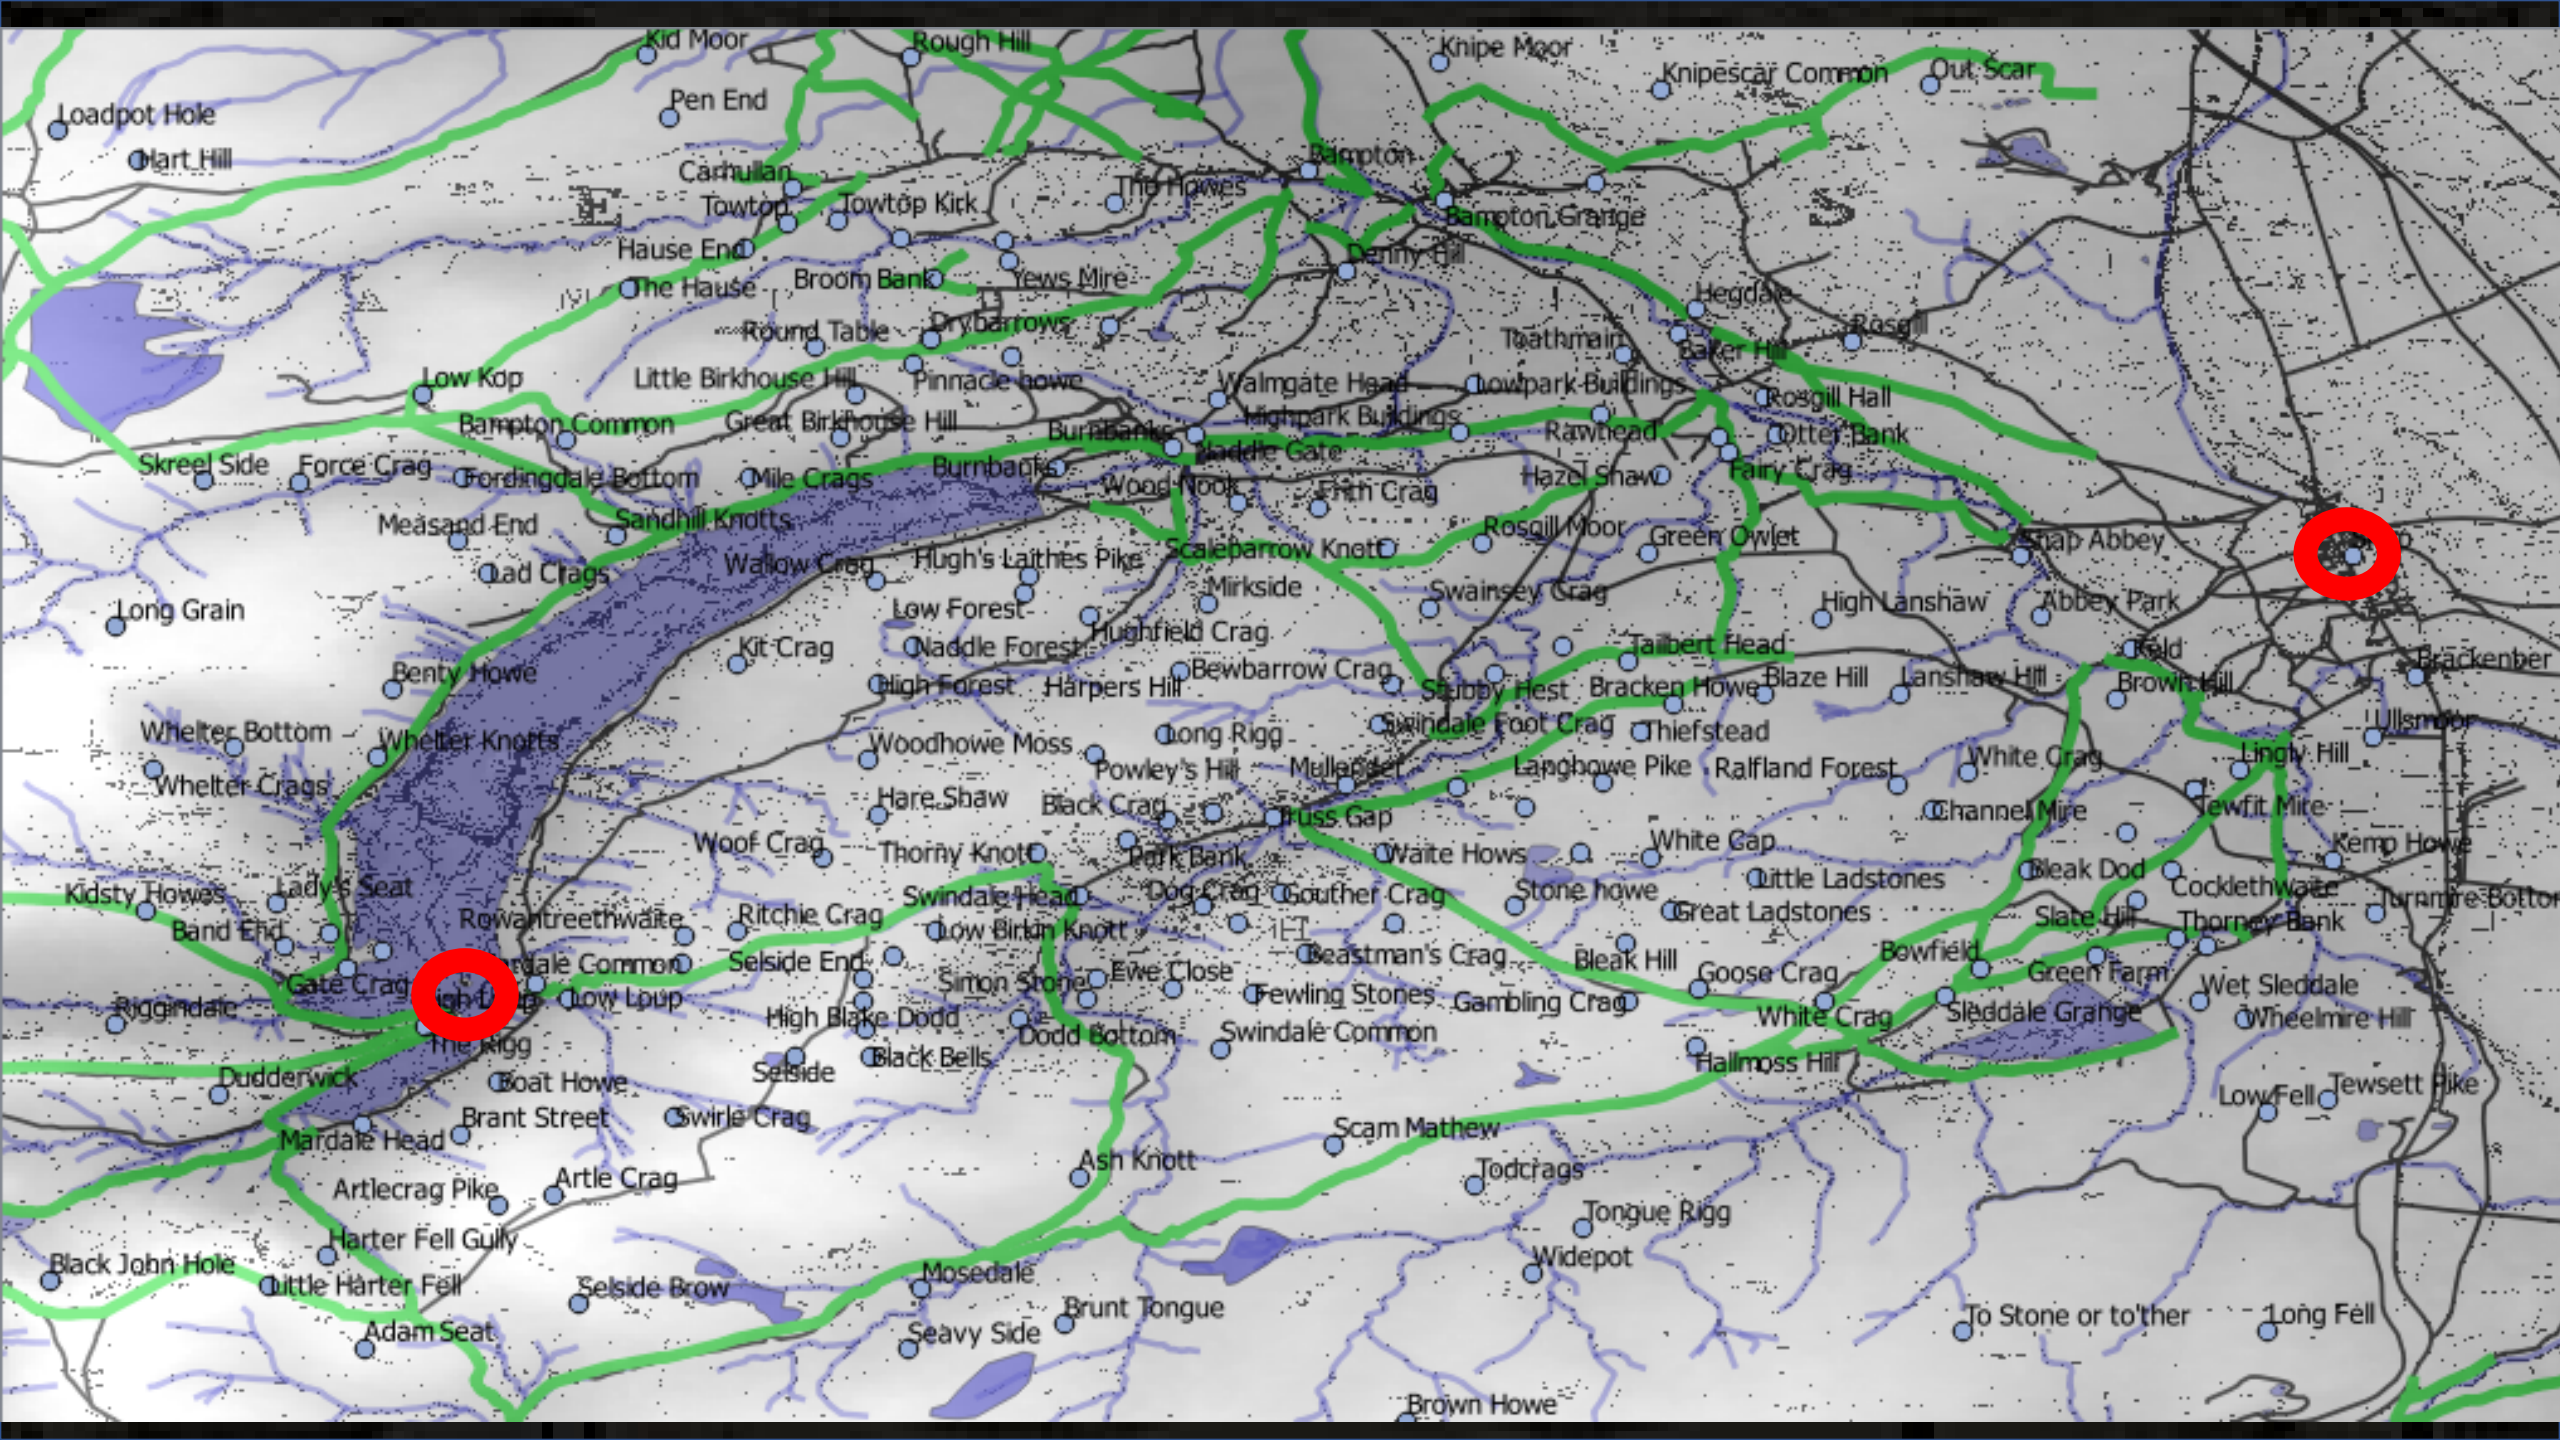 Kid Moor
Rough Hill
Knipe Moor
Knipescar Common
Out Scar
Pen End
Loadpot Hole
Hart Hill
Bampton
Carhullan
The Howes
Towtop
Towtop Kirk
Bampton Grange
Hause End
Denny Hill
The Hause
Broom Bank
Yews Mire
Hegdale
Round Table
Drybarrows
Toathmain
Rosgill
Baker Hill
Low Kop
Little Birkhouse Hill
Pinnacle howe
Walmgate Head
Lowpark Buildings
Rosgill Hall
Bampton Common
Great Birkhouse Hill
Highpark Buildings
Burnbanks
Rawhead
Otter Bank
Naddle Gate
Skreel Side
Force Crag
Fordingdale Bottom
Mile Crags
Burnbanks
Wood Nook
Frith Crag
Hazel Shaw
Fairy Crag
Measand End
Sandhill Knotts
Rosgill Moor
Green Owlet
Shap Abbey
Lad Crags
Wallow Crag
Hugh's Laithes Pike
Scalebarrow Knott
Mirkside
Swainsey Crag
High Lanshaw
Abbey Park
Long Grain
Low Forest
Hughfield Crag
Kit Crag
Naddle Forest
Tailbert Head
Keld
Brackenber
Benty Howe
High Forest
Harpers Hill
Bewbarrow Crag
Stubby Hest
Bracken Howe
Blaze Hill
Lanshaw Hill
Brown Hill
Whelter Bottom
Whelter Knotts
Woodhowe Moss
Long Rigg
Swindale Foot Crag
Thiefstead
Ullsmoor
Whelter Crags
Powley's Hill
Langhowe Pike
Ralfland Forest
White Crag
Lingly Hill
Hare Shaw
Black Crag
Truss Gap
Channel Mire
Tewfit Mire
Woof Crag
Thorny Knott
Park Bank
Waite Hows
White Gap
Kemp Howe
Kidsty Howes
Lady's Seat
Swindale Head
Dog Crag
Gouther Crag
Stone howe
Little Ladstones
Bleak Dod
Cocklethwaite
Turnmire Bottom
Band End
Rowantreethwaite
Ritchie Crag
Low Birkin Knott
Great Ladstones
Slate Hill
Thorney Bank
Gate Crag
Selside End
Simon Stone
Ewe Close
Beastman's Crag
Bleak Hill
Goose Crag
Bowfield
Green Farm
Riggindale
Low Loup
High Blake Dodd
Fewling Stones
Gambling Crag
White Crag
Sleddale Grange
Wet Sleddale
Wheelmire Hill
The Rigg
Dodd Bottom
Swindale Common
Dudderwick
Boat Howe
Selside
Black Bells
Hallmoss Hill
Low Fell
Tewsett Pike
Mardale Head
Brant Street
Swirle Crag
Scam Mathew
Artlecrag Pike
Artle Crag
Ash Knott
Todcrags
Tongue Rigg
Harter Fell Gully
Widepot
Black John Hole
Little Harter Fell
Selside Brow
Mosedale
Brunt Tongue
To Stone or to'ther
Long Fell
Adam Seat
Seavy Side
Brown Howe